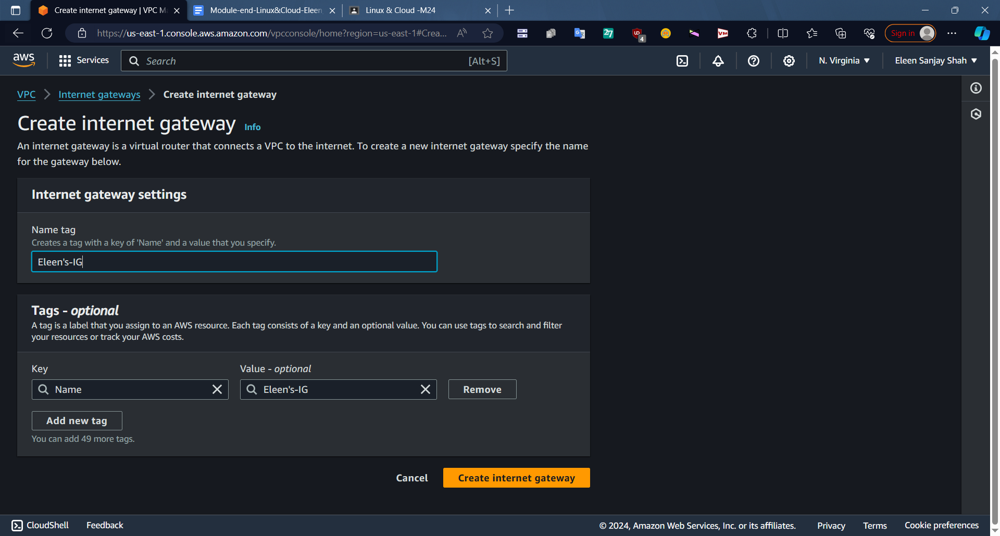 Create internet gateway | VPC M
Module-end-Linux&Cloud-Eleen
Linux & Cloud -M24
https://us-east-1.console.aws.amazon.com/vpcconsole/home?region=us-east-1#Crea...
A))
27
UD
4
VM
Sign in
aws
Services
Search
[Alt+S]
N. Virginia
Eleen Sanjay Shah
VPC
Internet gateways
Create internet gateway
Create internet gateway
Info
An internet gateway is a virtual router that connects a VPC to the internet. To create a new internet gateway specify the name
for the gateway below.
Internet gateway settings
Name tag
Creates a tag with a key of 'Name' and a value that you specify.
Eleen's-IG
Tags - optional
A tag is a label that you assign to an AWS resource. Each tag consists of a key and an optional value. You can use tags to search and filter
your resources or track your AWS costs.
Key
Value - optional
Name
Eleen's-IG
Remove
Add new tag
You can add 49 more tags.
Cancel
Create internet gateway
CloudShell
Feedback
© 2024, Amazon Web Services, Inc. or its affiliates.
Privacy
Terms
Cookie preferences